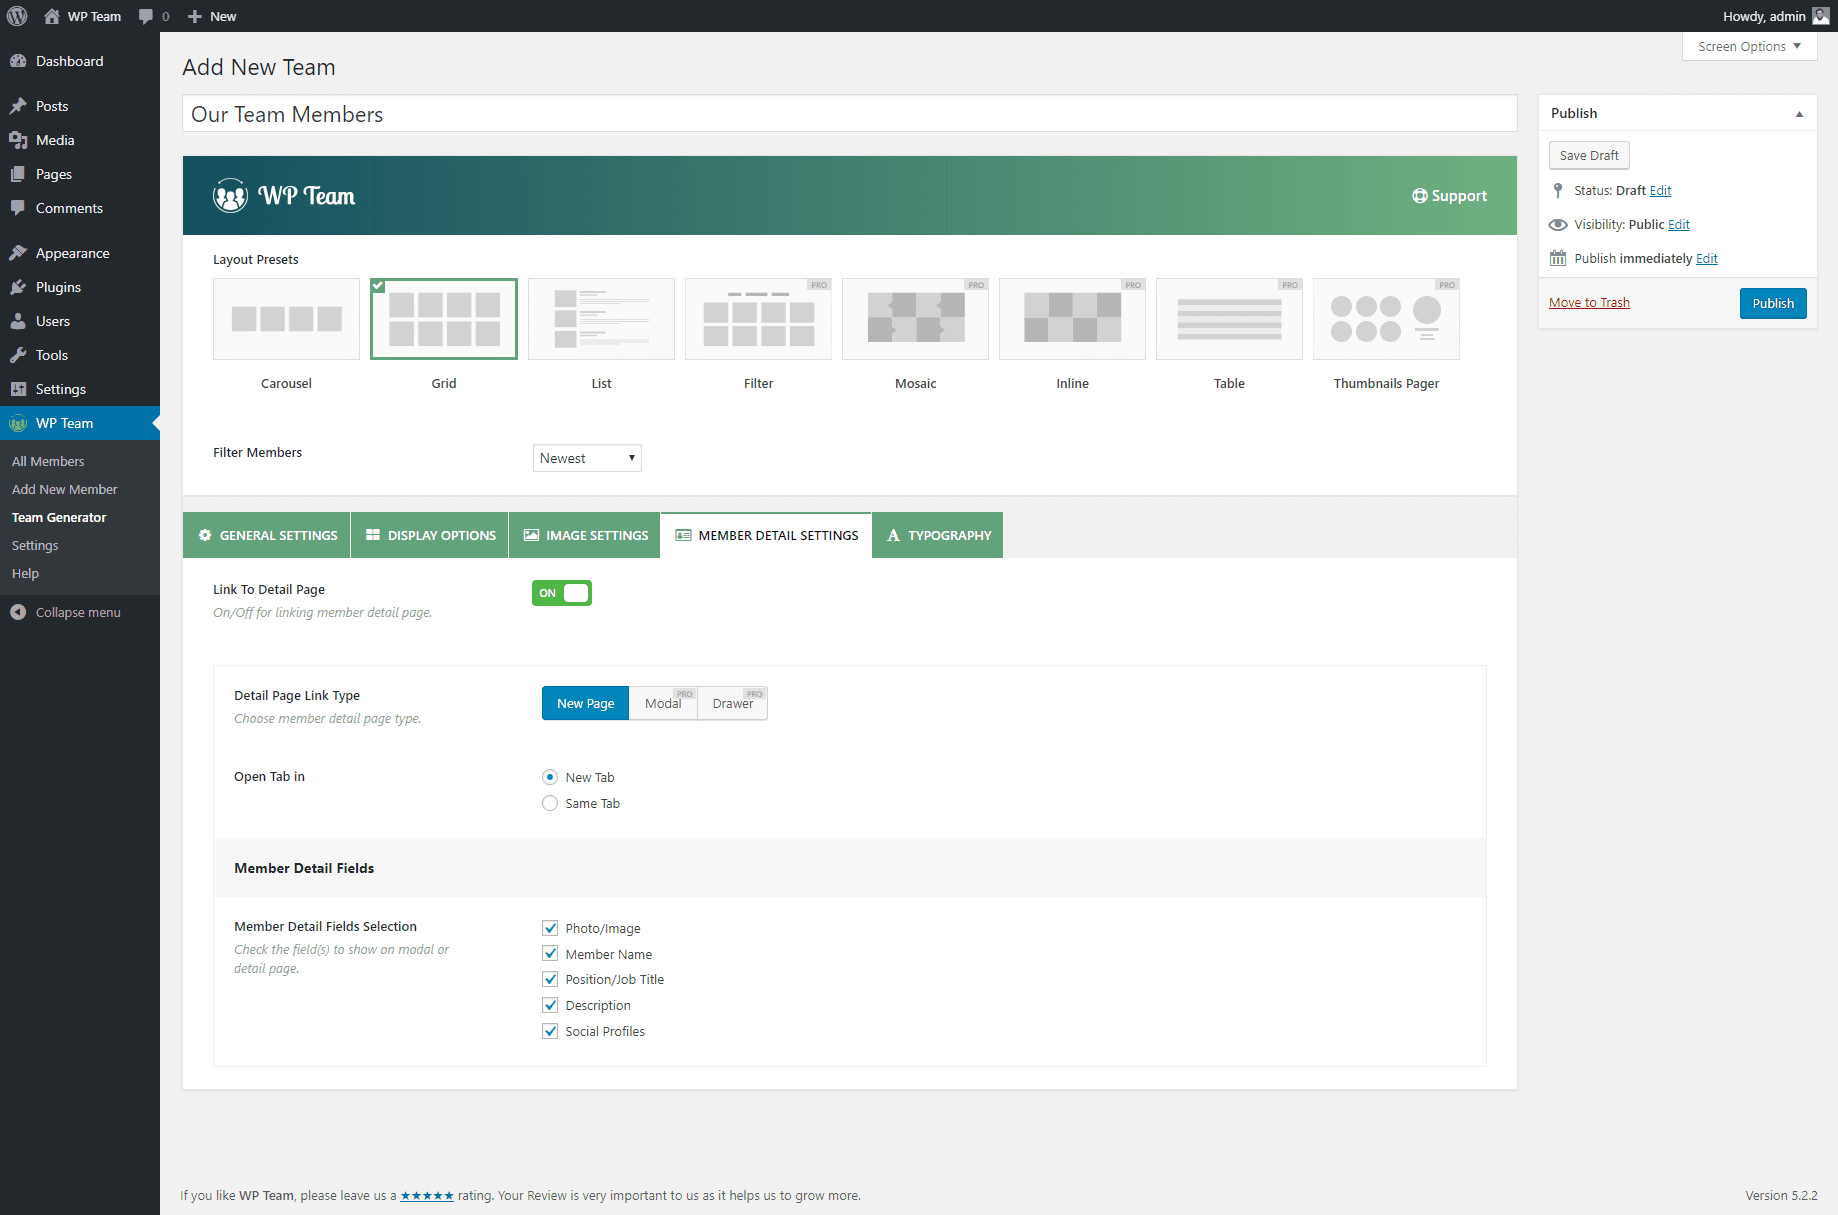 WP Team 0 New Howdy, admin
Screen Options
Dashboard
Posts
Media
Pages
Comments
Appearance
Plugins
Users
Tools
Settings
WP Team
All Members
Add New Member
Team Generator
Settings
Help
Collapse menu
Add New Team
Our Team Members
WP Team
Support
Layout Presets
PRO PRO PRO PRO PRO
Carousel Grid List Filter Mosaic Inline Table Thumbnails Pager
Filter Members Newest
GENERAL SETTINGS DISPLAY OPTIONS IMAGE SETTINGS MEMBER DETAIL SETTINGS A TYPOGRAPHY
Link To Detail Page ON
On/Off for linking member detail page.
Detail Page Link Type
Choose member detail page type.
New Page Modal PRO Drawer PRO
Open Tab in
New Tab
Same Tab
Member Detail Fields
Member Detail Fields Selection
Check the field(s) to show on modal or
detail page.
Photo/Image
Member Name
Position/Job Title
Description
Social Profiles
Publish
Save Draft
Status: Draft Edit
Visibility: Public Edit
Publish immediately Edit
Move to Trash Publish
If you like WP Team, please leave us a ★★★★★ rating. Your Review is very important to us as it helps us to grow more.
Version 5.2.2